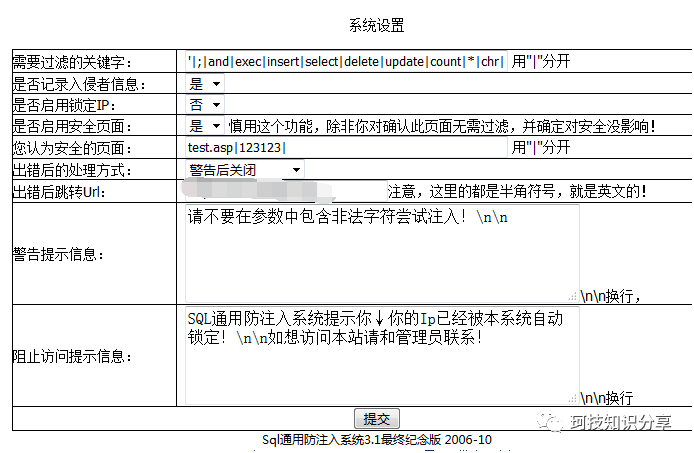 系统设置
需要过滤的关键字： '|;|and|exec|insert|select|delete|update|count|*|chr| 用"|"分开
是否记录入侵者信息： 是
是否启用锁定IP： 否
是否启用安全页面： 是 慎用这个功能，除非你对确认此页面无需过滤，并确定对安全没影响！
您认为安全的页面： test.asp|123123| 用"|"分开
出错后的处理方式： 警告后关闭
出错后跳转Url： 注意，这里的都是半角符号，就是英文的！
警告提示信息： 请不要在参数中包含非法字符尝试注入！\n\n
\n\n换行，
阻止访问提示信息： SQL通用防注入系统提示你↓你的Ip已经被本系统自动
锁定！\n\n如想访问本站请和管理员联系！
\n\n换行
提交
珂技知识分享
Sql通用防注入系统3.1最终纪念版 2006-10